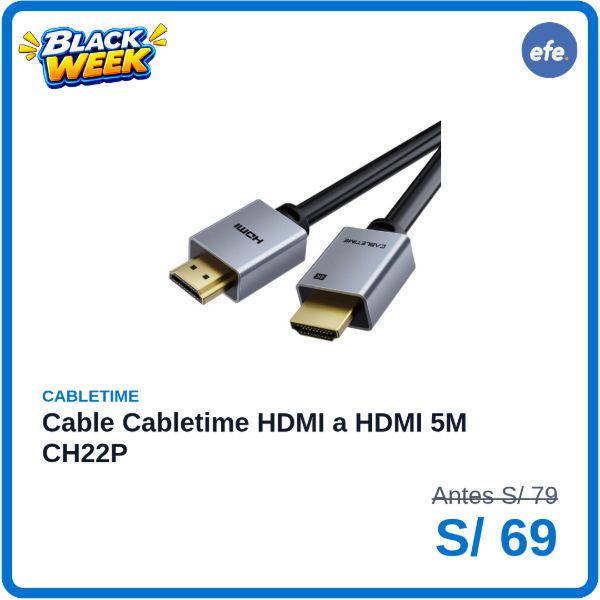 BLACK
WEEK
efe.
HDMI
CABLETIME
CABLETIME
Cable Cabletime HDMI a HDMI 5M
CH22P
Antes S/ 79
S/ 69